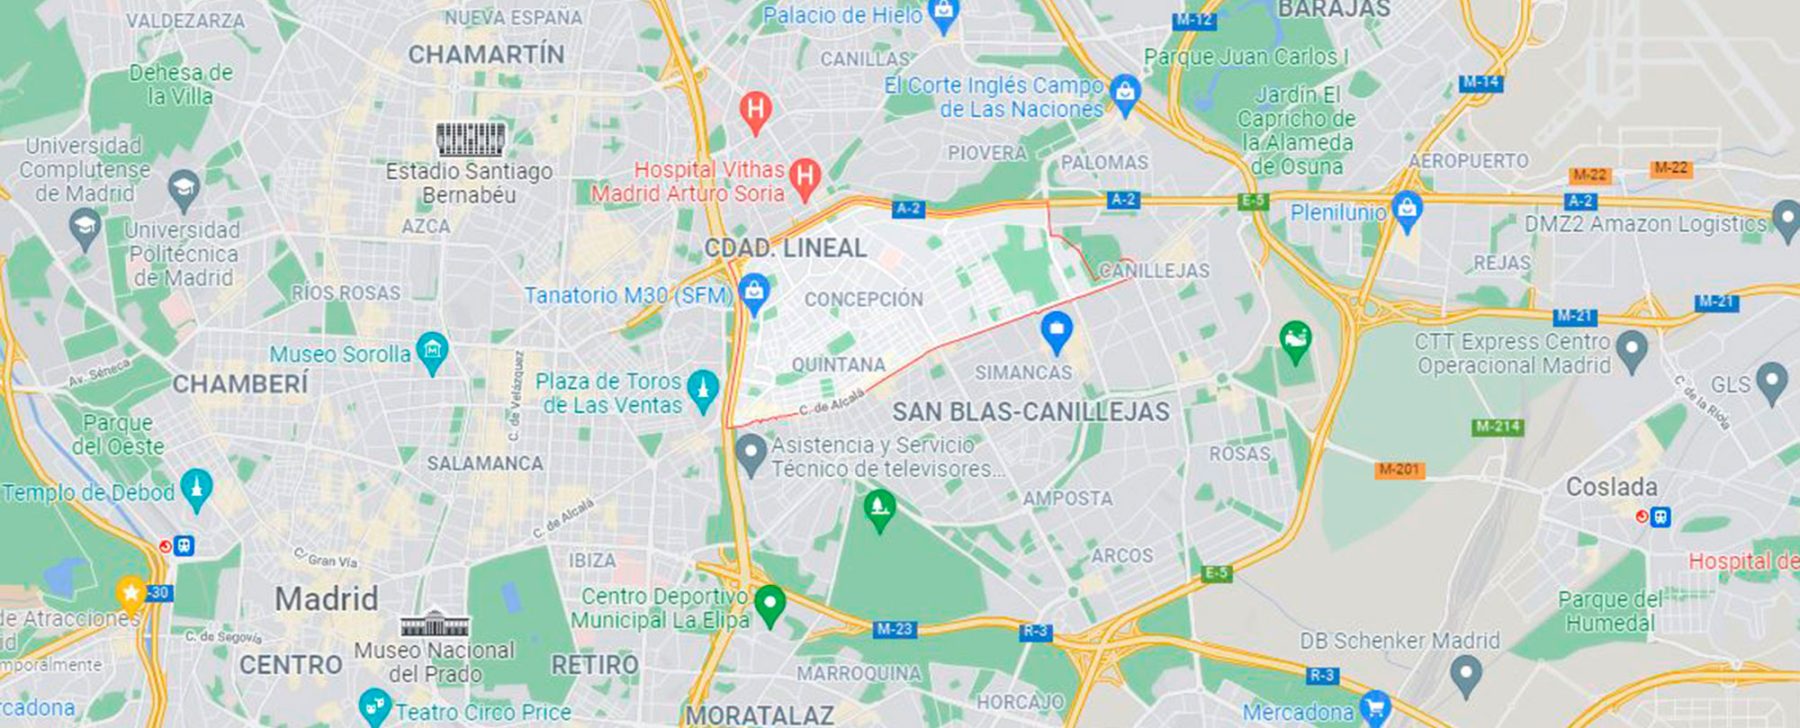 VALDEZARZA
NUEVA ESPAÑA
Palacio de Hielo
M-12
BARAJAS
CHAMARTÍN
CANILLAS
Parque Juan Carlos I
Dehesa de
la Villa
El Corte Inglés Campo
de Las Naciones
M-14
Jardín El
Capricho de
la Alameda
de Osuna
H
Universidad
Complutense
de Madrid
Estadio Santiago
Bernabéu
Hospital Vithas
Madrid Arturo Soria
H
PIOVERA
PALOMAS
AEROPUERTO
M-22
M-22
A-2
A-2
E-5
A-2
Plenilunio
DMZ2 Amazon Logistics
Universidad
Politécnica
de Madrid
AZCA
CDAD. LINEAL
CANILLEJAS
REJAS
RÍOS ROSAS
Tanatorio M30 (SFM)
CONCEPCIÓN
M-21
M-21
Museo Sorolla
CTT Express Centro
Operacional Madrid
Av. Séneca
CHAMBERÍ
C. de Velázquez
Plaza de Toros
de Las Ventas
QUINTANA
SIMANCAS
C. de la Rioja
GLS
C. de Alcalá
SAN BLAS-CANILLEJAS
Parque
del Oeste
M-214
Asistencia y Servicio
Técnico de televisores...
ROSAS
SALAMANCA
M-201
Templo de Debod
AMPOSTA
Coslada
C. de Alcalá
C. Gran Vía
IBIZA
ARCOS
Hospital de
E-5
-30
Madrid
Centro Deportivo
Municipal La Elipa
Parque del
Humedal
de Atracciones
id
M-23
R-3
C. de Segovia
DB Schenker Madrid
mporalmente
CENTRO
Museo Nacional
del Prado
RETIRO
MARROQUINA
R-3
HORCAJO
rcadona
Teatro Circo Price
MORATALAZ
Mercadona